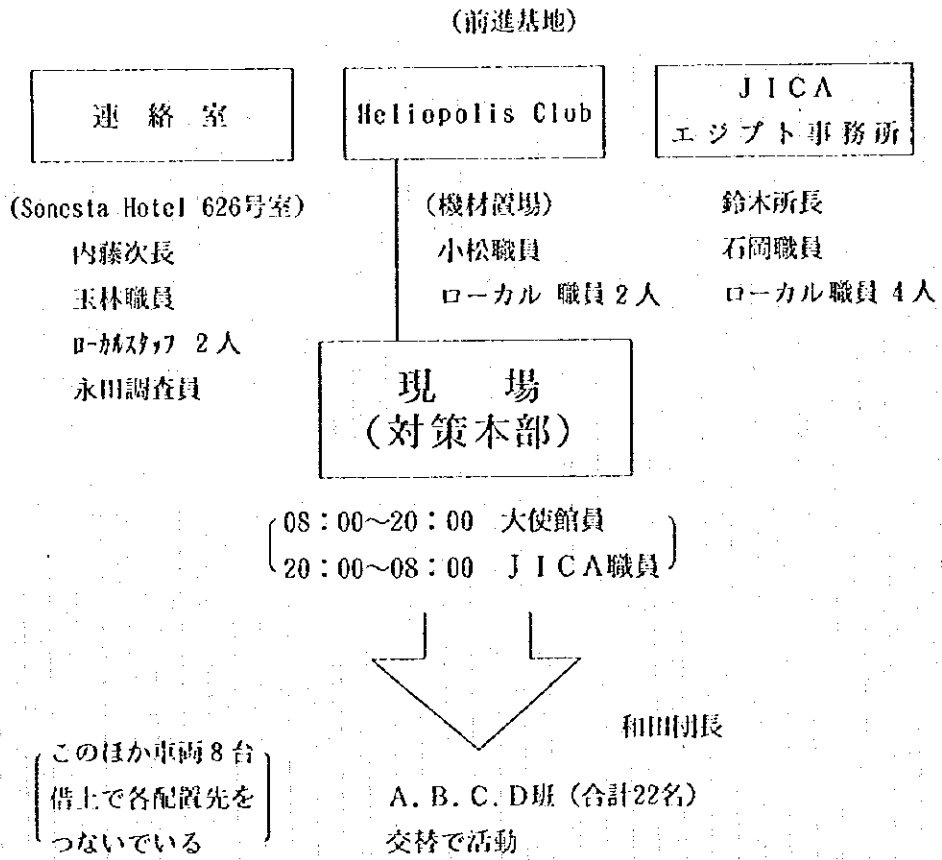 (前進基地)
連絡室
(Sonesta Hotel 626号室)
内藤次長
玉林職員
ローカルスタッフ 2人
永田調査員
Heliopolis Club
(機材置場)
小松職員
ローカル 職員2人
JICA
エジプト事務所
鈴木所長
石岡職員
ローカル職員 4人
現 場
(対策本部)
08：00～20：00 大使館員
20：00～08：00 JICA職員
和田団長
このほか車両8台
借上で各配置先を
つないでいる
A. B. C. D班 (合計22名)
交替で活動